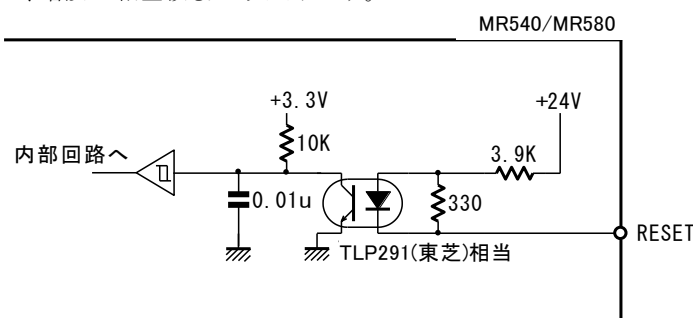 MR540/MR580
+3.3V
+24V
10K
3.9K
内部回路へ
0.01u
330
RESET
TLP291(東芝)相当